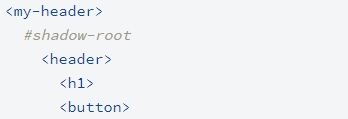 <my-header>
#shadow-root
<header>
<h1>
<button>